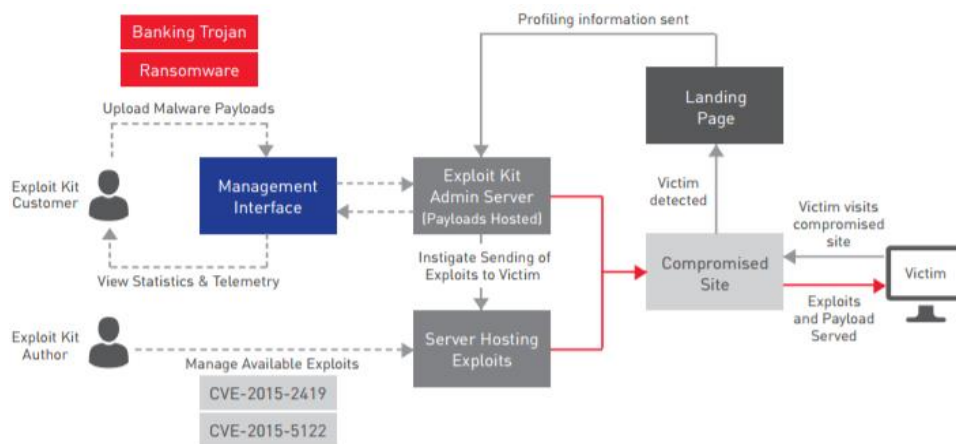 Banking Trojan
Ransomware
Profiling information sent
Upload Malware Payloads
Landing
Page
Exploit Kit
Customer
Management
Interface
Exploit Kit
Admin Server
(Payloads Hosted)
Victim
detected
Victim visits
compromised
site
Victim
View Statistics & Telemetry
Instigate Sending of
Exploits to Victim
Compromised
Site
Exploits
and Payload
Served
Exploit Kit
Author
Server Hosting
Exploits
Manage Available Exploits
CVE-2015-2419
CVE-2015-5122